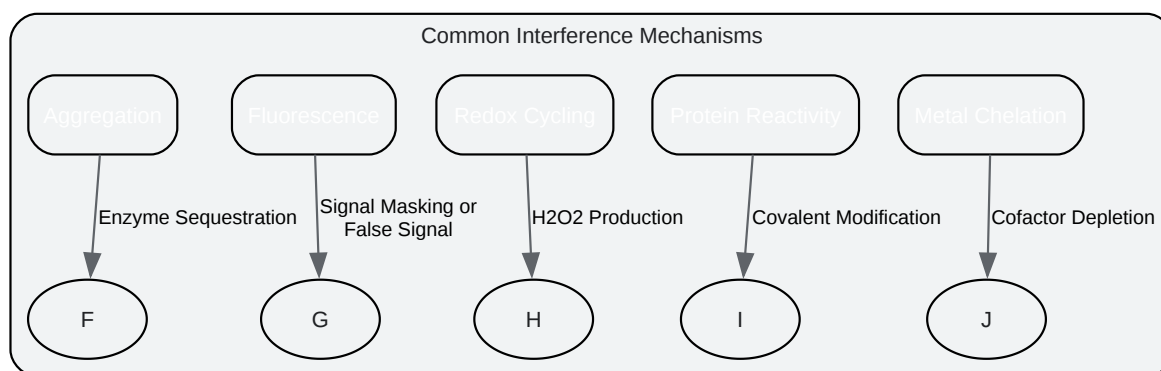 Common Interference Mechanisms
Aggregation
Fluorescence
Redox Cycling
Protein Reactivity
Metal Chelation
Enzyme Sequestration
Signal Masking or
False Signal
H2O2 Production
Covalent Modification
Cofactor Depletion
F
G
H
I
J